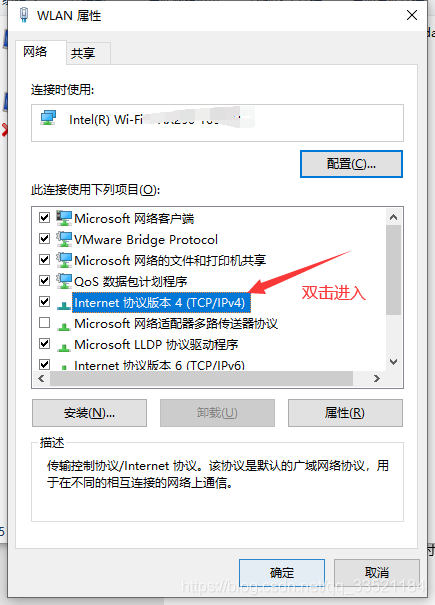 WLAN 属性
网络
共享
连接时使用:
Intel(R) Wi-Fi
配置(C)...
此连接使用下列项目(O):
Microsoft 网络客户端
VMware Bridge Protocol
Microsoft 网络的文件和打印机共享
QoS 数据包计划程序
Internet 协议版本 4 (TCP/IPv4)
双击进入
Microsoft 网络适配器多路传送器协议
Microsoft LLDP 协议驱动程序
Internet 协议版本 6 (TCP/IPv6)
安装(N)...
卸载(U)
属性(R)
描述
传输控制协议/Internet 协议。该协议是默认的广域网络协议，用
于在不同的相互连接的网络上通信。
确定
取消
https://blog.csdn.net/qq_33521184